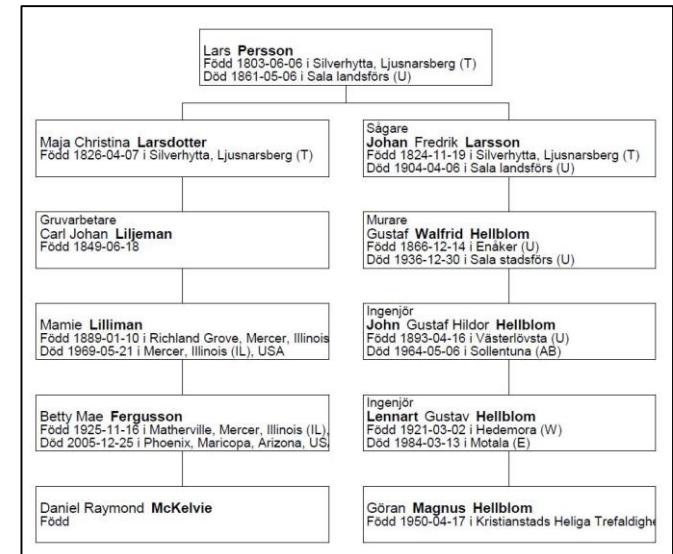 Lars Persson
Född 1803-06-06 i Silverhytta, Ljusnarsberg (T)
Död 1861-05-06 i Sala landsförs (U)
Maja Christina Larsdotter
Född 1826-04-07 i Silverhytta, Ljusnarsberg (T)
Sågare
Johan Fredrik Larsson
Född 1824-11-19 i Silverhytta, Ljusnarsberg (T)
Död 1904-04-06 i Sala landsförs (U)
Gruvarbetare
Carl Johan Liljeman
Född 1849-06-18
Murare
Gustaf Walfrid Hellblom
Född 1866-12-14 i Enåker (U)
Död 1936-12-30 i Sala stadsförs (U)
Mamie Lilliman
Född 1889-01-10 i Richland Grove, Mercer, Illinois
Död 1969-05-21 i Mercer, Illinois (IL), USA
Ingenjör
John Gustaf Hildor Hellblom
Född 1893-04-16 i Västerlövsta (U)
Död 1964-05-06 i Sollentuna (AB)
Betty Mae Fergusson
Född 1925-11-16 i Matherville, Mercer, Illinois (IL),
Död 2005-12-25 i Phoenix, Maricopa, Arizona, US
Ingenjör
Lennart Gustav Hellblom
Född 1921-03-02 i Hedemora (W)
Död 1984-03-13 i Motala (E)
Daniel Raymond McKelvie
Född
Göran Magnus Hellblom
Född 1950-04-17 i Kristianstads Heliga Trefaldighe